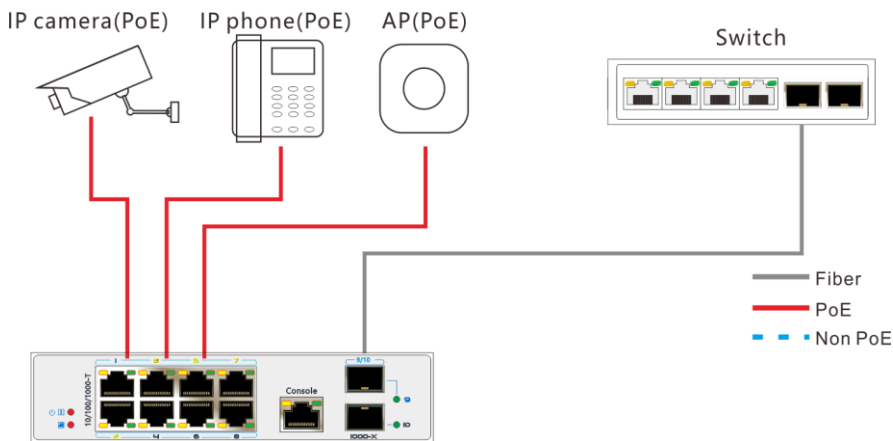 IP camera(PoE)
IP phone(PoE)
AP(PoE)
Switch
Fiber
PoE
Non PoE
1 3 5 7
9/10
10/100/1000-T
Console
9
10
2 4 6 8
1000-X